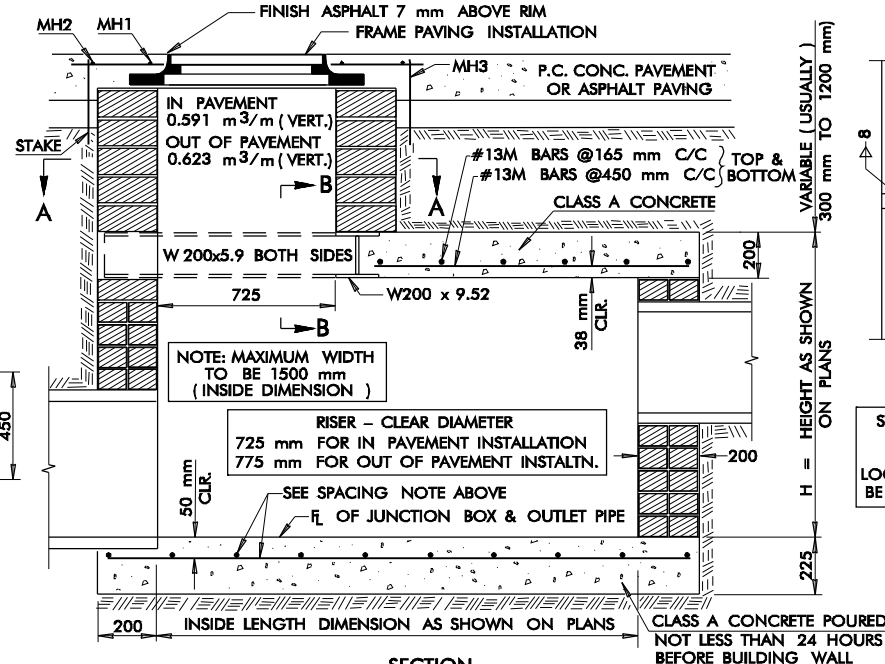 FINISH ASPHALT 7 mm ABOVE RIM
MH2
MH1
FRAME PAVING INSTALLATION
MH3
P.C. CONC. PAVEMENT
OR ASPHALT PAVING
VARIABLE ( USUALLY )
300 mm TO 1200 mm)
IN PAVEMENT
0.591 m3/m ( VERT.)
OUT OF PAVEMENT
0.623 m3/m ( VERT.)
STAKE
#13M BARS @165 mm C/C
#13M BARS @450 mm C/C
TOP &
BOTTOM
8
A
B
A
CLASS A CONCRETE
W 200x5.9 BOTH SIDES
200
725
W200 x 9.52
B
38 mm
CLR.
NOTE: MAXIMUM WIDTH
TO BE 1500 mm
( INSIDE DIMENSION )
H = HEIGHT AS SHOWN
ON PLANS
450
RISER – CLEAR DIAMETER
725 mm FOR IN PAVEMENT INSTALLATION
775 mm FOR OUT OF PAVEMENT INSTALTN.
200
S
LOC
BE
50 mm
CLR.
SEE SPACING NOTE ABOVE
FL OF JUNCTION BOX & OUTLET PIPE
225
200
INSIDE LENGTH DIMENSION AS SHOWN ON PLANS
CLASS A CONCRETE POURED
NOT LESS THAN 24 HOURS
BEFORE BUILDING WALL
SECTION